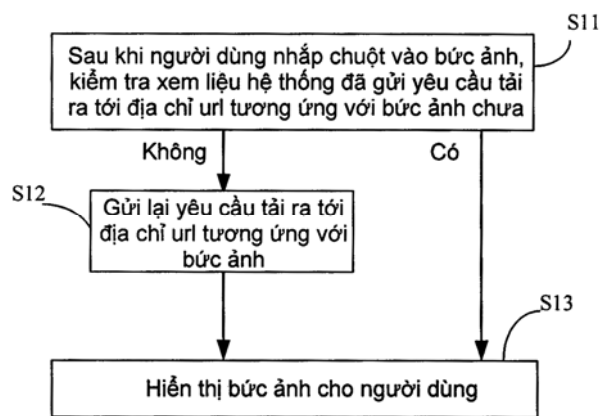 S11
Sau khi người dùng nhấp chuột vào bức ảnh,
kiểm tra xem liệu hệ thống đã gửi yêu cầu tải
ra tới địa chỉ url tương ứng với bức ảnh chưa
Không
Có
S12
Gửi lại yêu cầu tải ra tới
địa chỉ url tương ứng với
bức ảnh
S13
Hiển thị bức ảnh cho người dùng